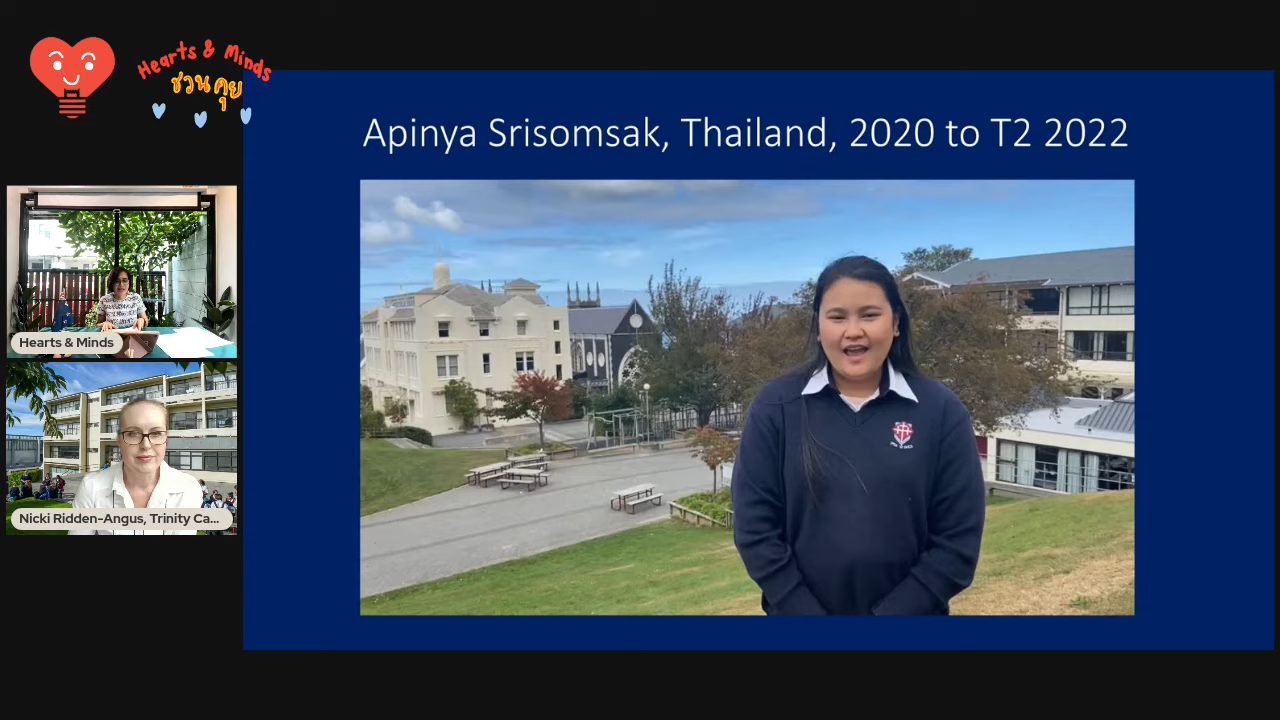 Hearts & Minds
ชวนคุย
Apinya Srisomsak, Thailand, 2020 to T2 2022
Hearts & Minds
Nicki Ridden-Angus, Trinity Ca...